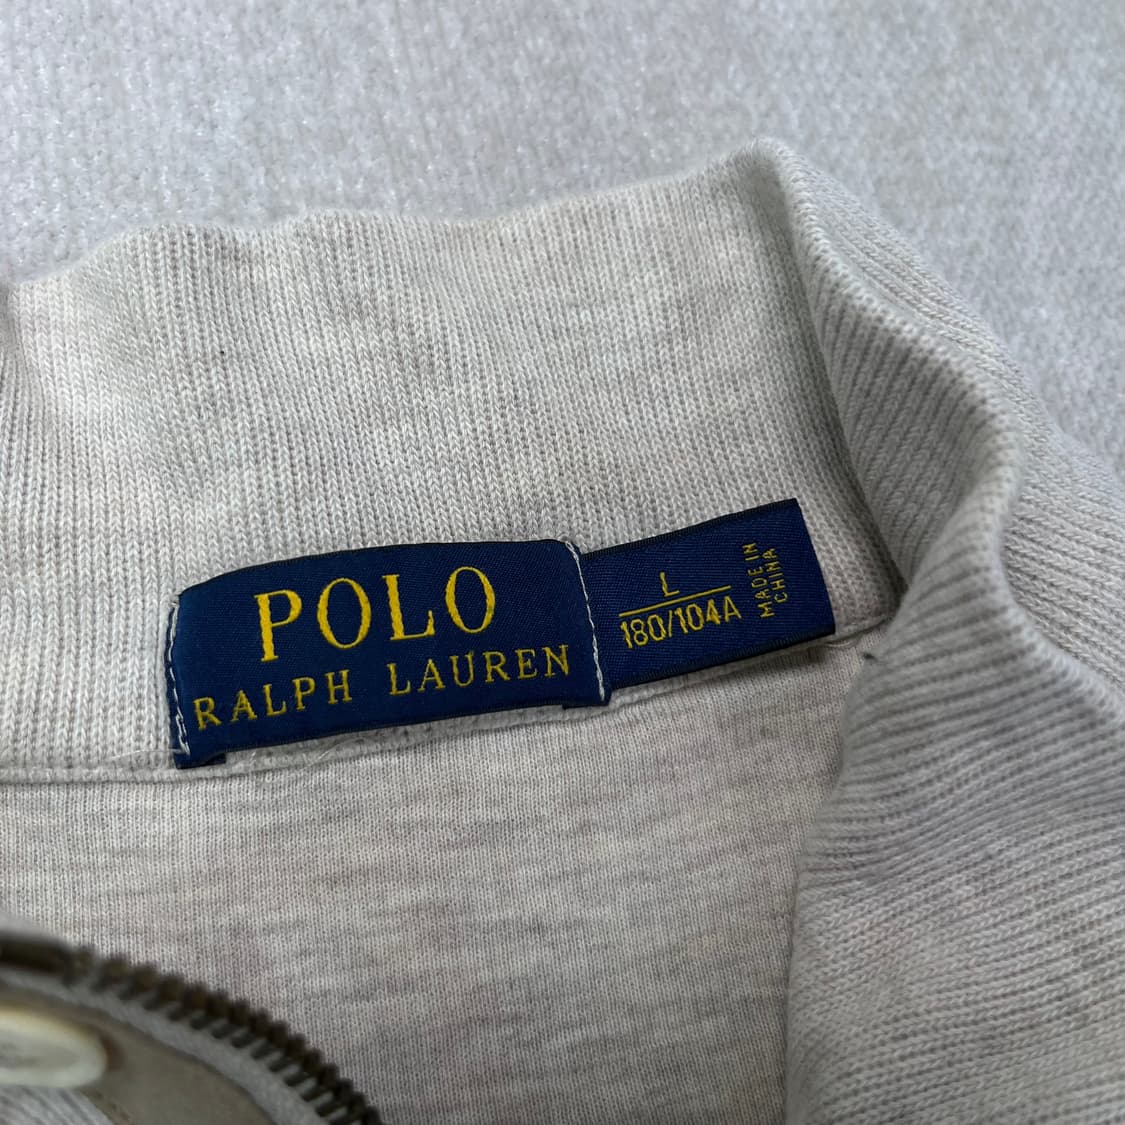 POLO
RALPH LAUREN
L
180/104A
MADE IN
CHINA